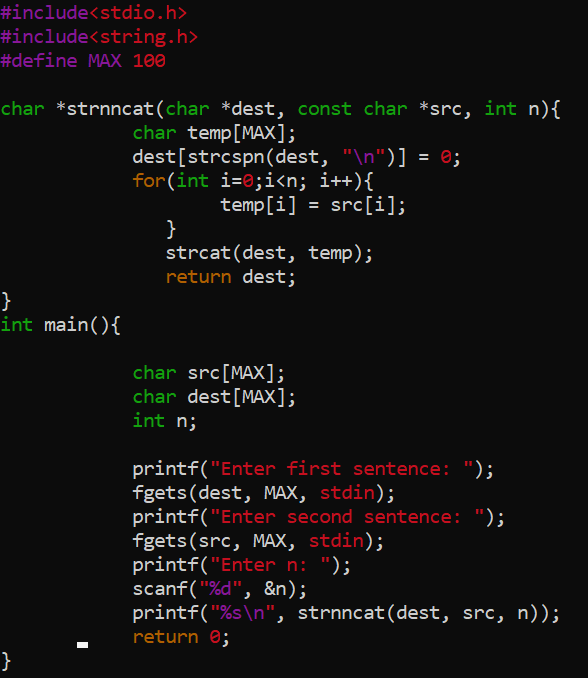 #include<stdio.h>
#include<string.h>
#define MAX 100

char *strnncat(char *dest, const char *src, int n){
            char temp[MAX];
            dest[strcspn(dest, "\n")] = 0;
            for(int i=0;i<n; i++){
                    temp[i] = src[i];
               }
               strcat(dest, temp);
               return dest;
}
int main(){

            char src[MAX];
            char dest[MAX];
            int n;

            printf("Enter first sentence: ");
            fgets(dest, MAX, stdin);
            printf("Enter second sentence: ");
            fgets(src, MAX, stdin);
            printf("Enter n: ");
            scanf("%d", &n);
            printf("%s\n", strnncat(dest, src, n));
            return 0;
}